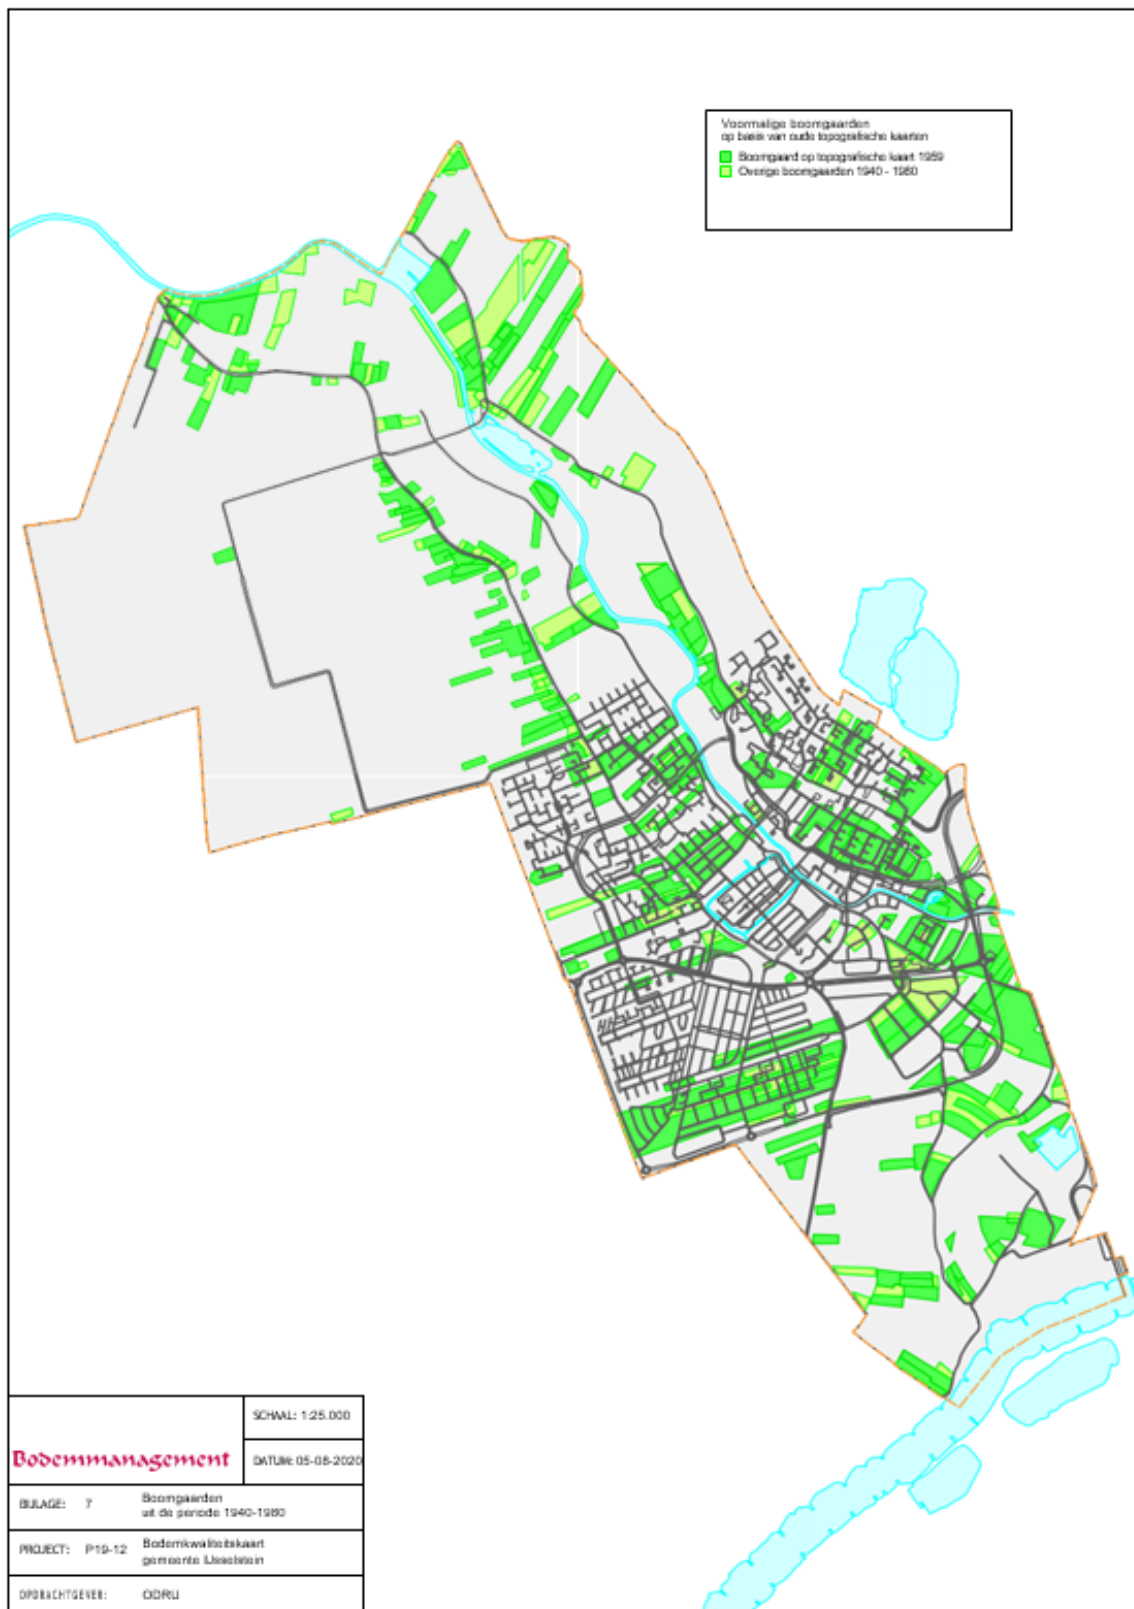 Voormalige boomgaarden
op basis van oude topografische kaarten
Boomgaard op topografische kaart 1959
Overige boomgaarden 1940 - 1980
SCHAAL: 1:25.000
Bodemmanagement
DATUM: 05-08-2020
BIJLAGE: 7 Boomgaarden
uit de periode 1940-1980
PROJECT: P19-12 Bodemkwaliteitskaart
gemeente IJsselstein
OPDRACHTGEVER: ODRU